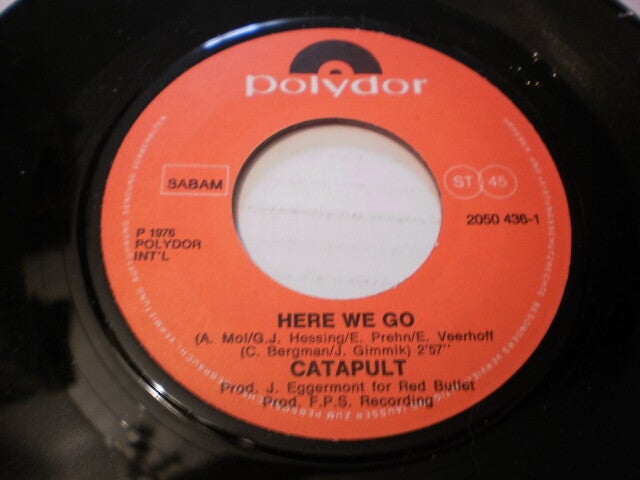 polydor
SABAM
ST 45
2050 436-1
P 1976
POLYDOR
INT'L
HERE WE GO
(A. Mol/G.J. Hessing/E. Prehn/E. Veerhoff
(C. Bergman/J. Gimmik) 2'57"
CATAPULT
Prod. J. Eggermont for Red Bullet
Prod. F.P.S. Recording